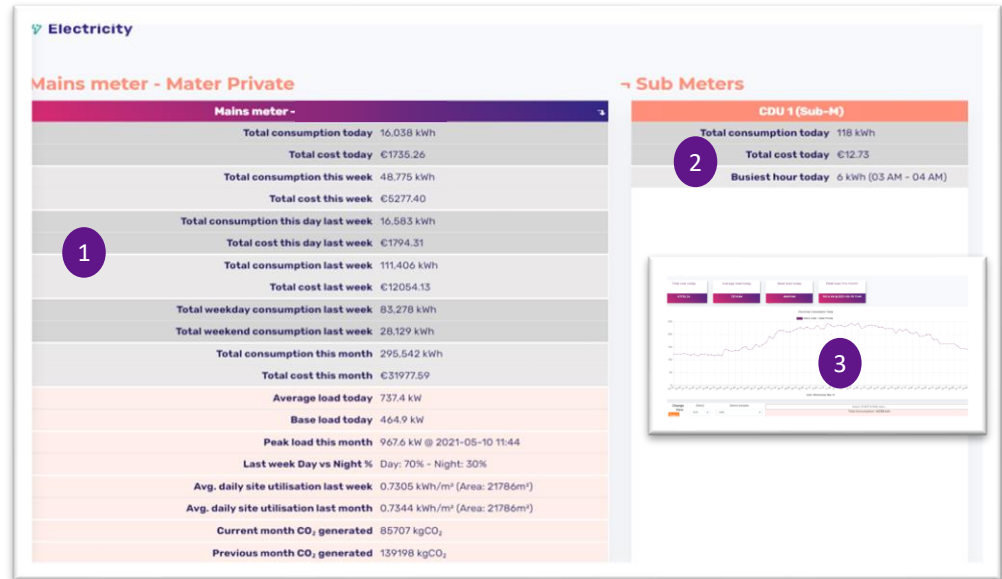 Electricity
Mains meter - Mater Private
Mains meter -
Total consumption today 16,038 kWh
Total cost today €1735.26
Total consumption this week 48,775 kWh
Total cost this week €5277.40
Total consumption this day last week 16,583 kWh
Total cost this day last week €1794.31
Total consumption last week 111,406 kWh
Total cost last week €12054.13
Total weekday consumption last week 83,278 kWh
Total weekend consumption last week 28,129 kWh
Total consumption this month 295,542 kWh
Total cost this month €31977.59
Average load today 737.4 kW
Base load today 464.9 kW
Peak load this month 967.6 kW @ 2021-05-10 11:44
Last week Day vs Night % Day: 70% - Night: 30%
Avg. daily site utilisation last week 0.7305 kWh/m² (Area: 21786m²)
Avg. daily site utilisation last month 0.7344 kWh/m² (Area: 21786m²)
Current month CO₂ generated 85707 kgCO₂
Previous month CO₂ generated 139198 kgCO₂
1
¬ Sub Meters
CDU 1 (Sub-M)
Total consumption today 118 kWh
Total cost today €12.73
Busiest hour today 6 kWh (03 AM - 04 AM)
2
3